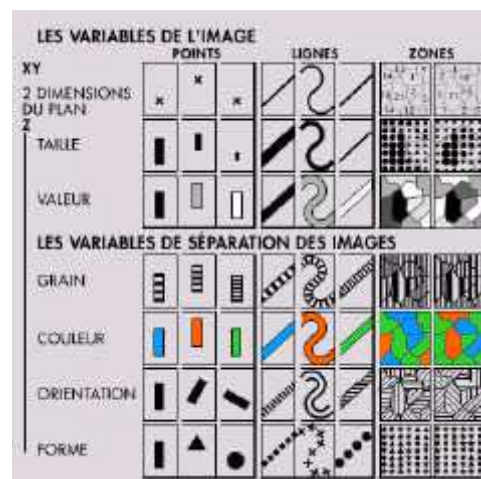 LES VARIABLES DE L'IMAGE
POINTS LIGNES ZONES
XY
2 DIMENSIONS
DU PLAN
Z
TAILLE
VALEUR
LES VARIABLES DE SÉPARATION DES IMAGES
GRAIN
COULEUR
ORIENTATION
FORME